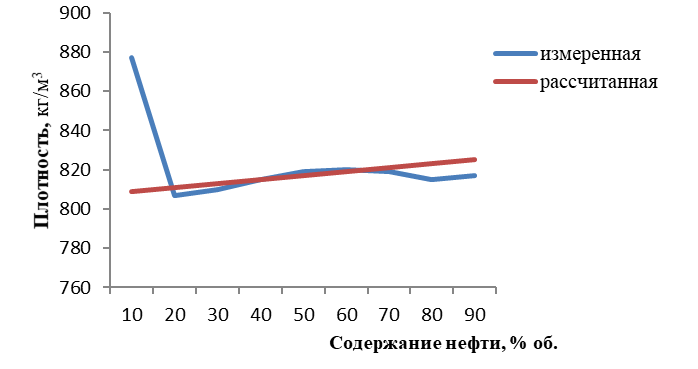 900
880
860
840
820
800
780
760
Плотность, кг/м³
10 20 30 40 50 60 70 80 90
Содержание нефти, % об.
измеренная
рассчитанная